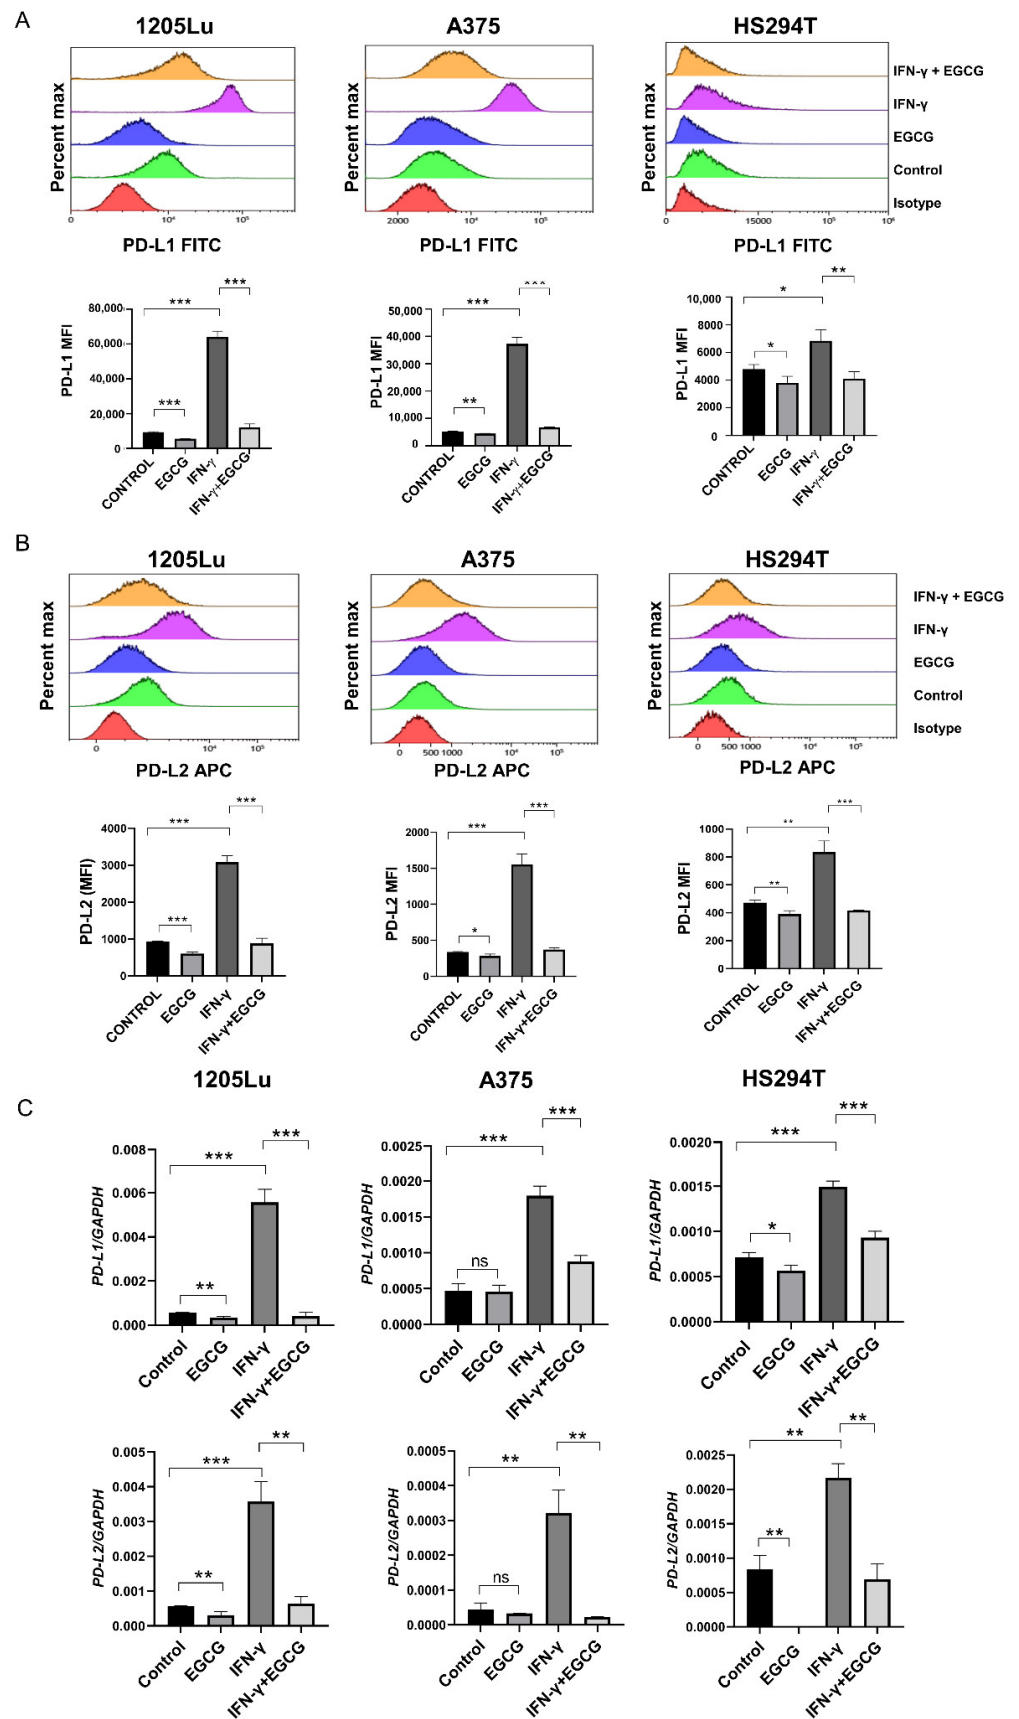 A
1205Lu A375 HS294T
Percent max Percent max Percent max
IFN-γ + EGCG
IFN-γ
EGCG
Control
Isotype
0 10⁴ 10⁵ 2000 10⁴ 10⁵ 0 15000 10⁵ 10⁶
PD-L1 FITC PD-L1 FITC PD-L1 FITC
PD-L1 MFI
80,000
60,000
40,000
20,000
0
*** *** ***
CONTROL EGCG IFN-γ IFN-γ+EGCG
PD-L1 MFI
50,000
40,000
30,000
20,000
10,000
0
** *** ***
CONTROL EGCG IFN-γ IFN-γ+EGCG
PD-L1 MFI
10,000
8000
6000
4000
2000
0
* * **
CONTROL EGCG IFN-γ IFN-γ+EGCG
B
1205Lu A375 HS294T
Percent max Percent max Percent max
IFN-γ + EGCG
IFN-γ
EGCG
Control
Isotype
0 10⁴ 10⁵ 0 500 1000 10⁴ 10⁵ 0 500 1000 10⁴ 10⁵
PD-L2 APC PD-L2 APC PD-L2 APC
PD-L2 (MFI)
4000
3000
2000
1000
0
*** *** ***
CONTROL EGCG IFN-γ IFN-γ+EGCG
PD-L2 MFI
2000
1500
1000
500
0
* *** ***
CONTROL EGCG IFN-γ IFN-γ+EGCG
PD-L2 MFI
1000
800
600
400
200
0
** ** ***
CONTROL EGCG IFN-γ IFN-γ+EGCG
1205Lu A375 HS294T
C
PD-L1/GAPDH
0.008
0.006
0.004
0.002
0.000
** *** ***
Control EGCG IFN-γ IFN-γ+EGCG
PD-L1/GAPDH
0.0025
0.0020
0.0015
0.0010
0.0005
0.0000
ns *** ***
Control EGCG IFN-γ IFN-γ+EGCG
PD-L1/GAPDH
0.0020
0.0015
0.0010
0.0005
0.0000
* *** ***
Control EGCG IFN-γ IFN-γ+EGCG
PD-L2/GAPDH
0.005
0.004
0.003
0.002
0.001
0.000
** *** **
Control EGCG IFN-γ IFN-γ+EGCG
PD-L2/GAPDH
0.0005
0.0004
0.0003
0.0002
0.0001
0.0000
ns ** **
Control EGCG IFN-γ IFN-γ+EGCG
PD-L2/GAPDH
0.0025
0.0020
0.0015
0.0010
0.0005
0.0000
** ** **
Control EGCG IFN-γ IFN-γ+EGCG